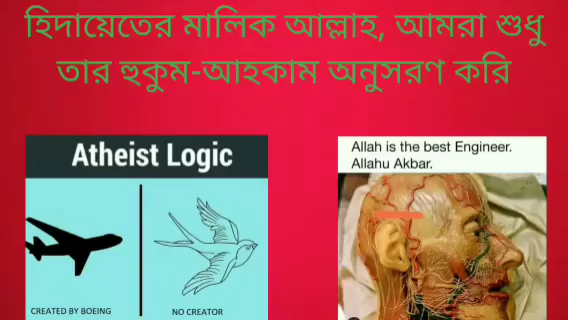 হিদায়েতের মালিক আল্লাহ, আমরা শুধু
তার হুকুম-আহকাম অনুসরণ করি
Atheist Logic
CREATED BY BOEING
NO CREATOR
Allah is the best Engineer.
Allahu Akbar.